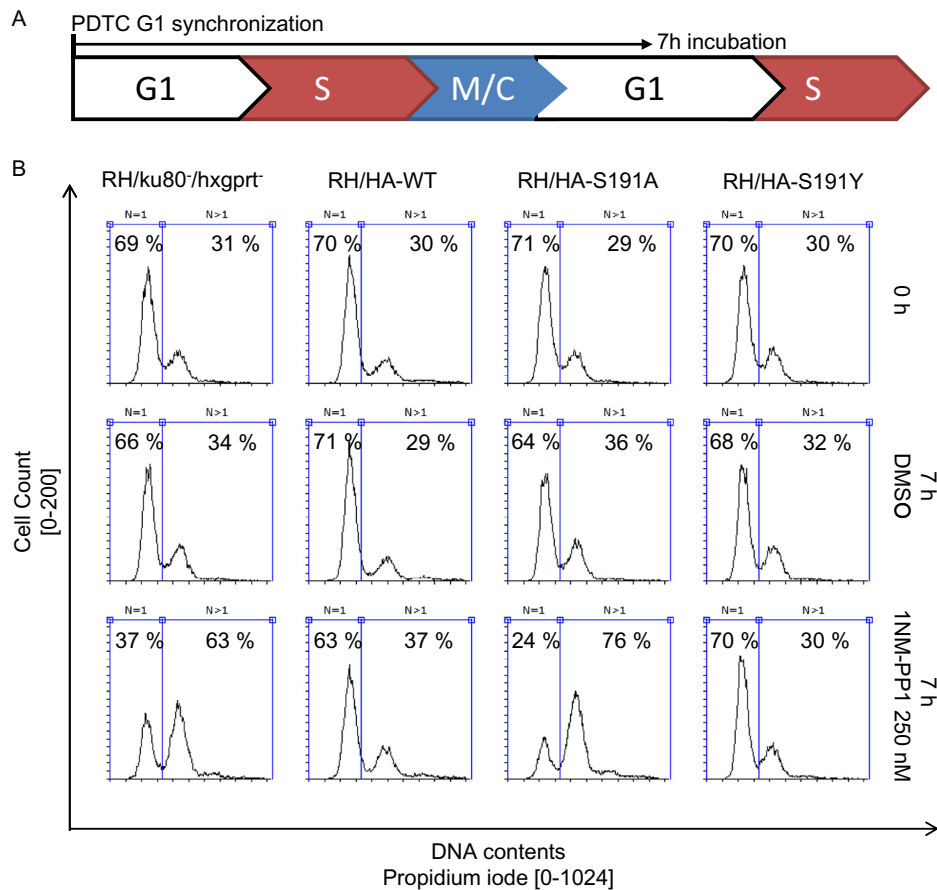 A
PDTC G1 synchronization
7h incubation
G1 S M/C G1 S
B
RH/ku80⁻/hxgprt⁻ RH/HA-WT RH/HA-S191A RH/HA-S191Y
N=1 N>1 N=1 N>1 N=1 N>1 N=1 N>1
69 % 31 % 70 % 30 % 71 % 29 % 70 % 30 %
0 h
N=1 N>1 N=1 N>1 N=1 N>1 N=1 N>1
66 % 34 % 71 % 29 % 64 % 36 % 68 % 32 %
7 h
DMSO
N=1 N>1 N=1 N>1 N=1 N>1 N=1 N>1
37 % 63 % 63 % 37 % 24 % 76 % 70 % 30 %
7 h
1NM-PP1 250 nM
Cell Count
[0-200]
DNA contents
Propidium iode [0-1024]